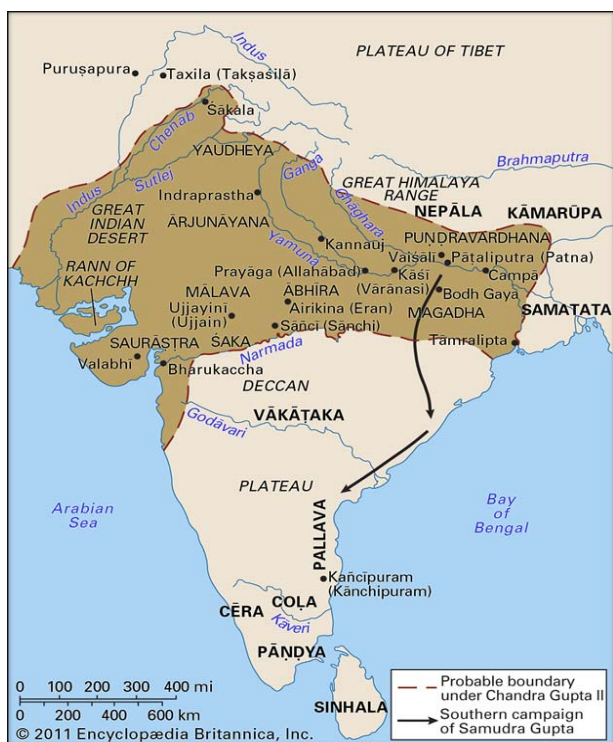 Indus
PLATEAU OF TIBET
Puruṣapura
Taxila (Takṣaśilā)
Śākala
Chenab
YAUDHEYA
Sutlej
Indus
Ganga
Brahmaputra
GREAT HIMALAYA
RANGE
Ghaghara
Indraprastha
GREAT
INDIAN
DESERT
ĀRJUNĀYANA
NEPĀLA
KĀMARŪPA
Yamuna
Kannauj
PUṆḌRAVARDHANA
Vaiśālī
Pāṭaliputra (Patna)
RANN OF
KACHCHH
Prayāga (Allahābād)
Kāśī
(Vāranasi)
Campā
MĀLAVA
ĀBHĪRA
Bodh Gaya
Ujjayinī
(Ujjain)
Airikina (Eran)
MAGADHA
SAMATATA
Sāñcī (Sānchi)
SAURĀṢTRA
ŚAKA
Tāmralipta
Valabhī
Narmada
Bharukaccha
DECCAN
VĀKĀṬAKA
Godāvari
PLATEAU
Arabian
Sea
Bay
of
Bengal
PALLAVA
Kañcīpuram
(Kānchipuram)
CĒRA
COḶA
Kāveri
PĀṆḌYA
SINHALA
0 100 200 300 400 mi
0 200 400 600 km
Probable boundary
under Chandra Gupta II
Southern campaign
of Samudra Gupta
© 2011 Encyclopædia Britannica, Inc.